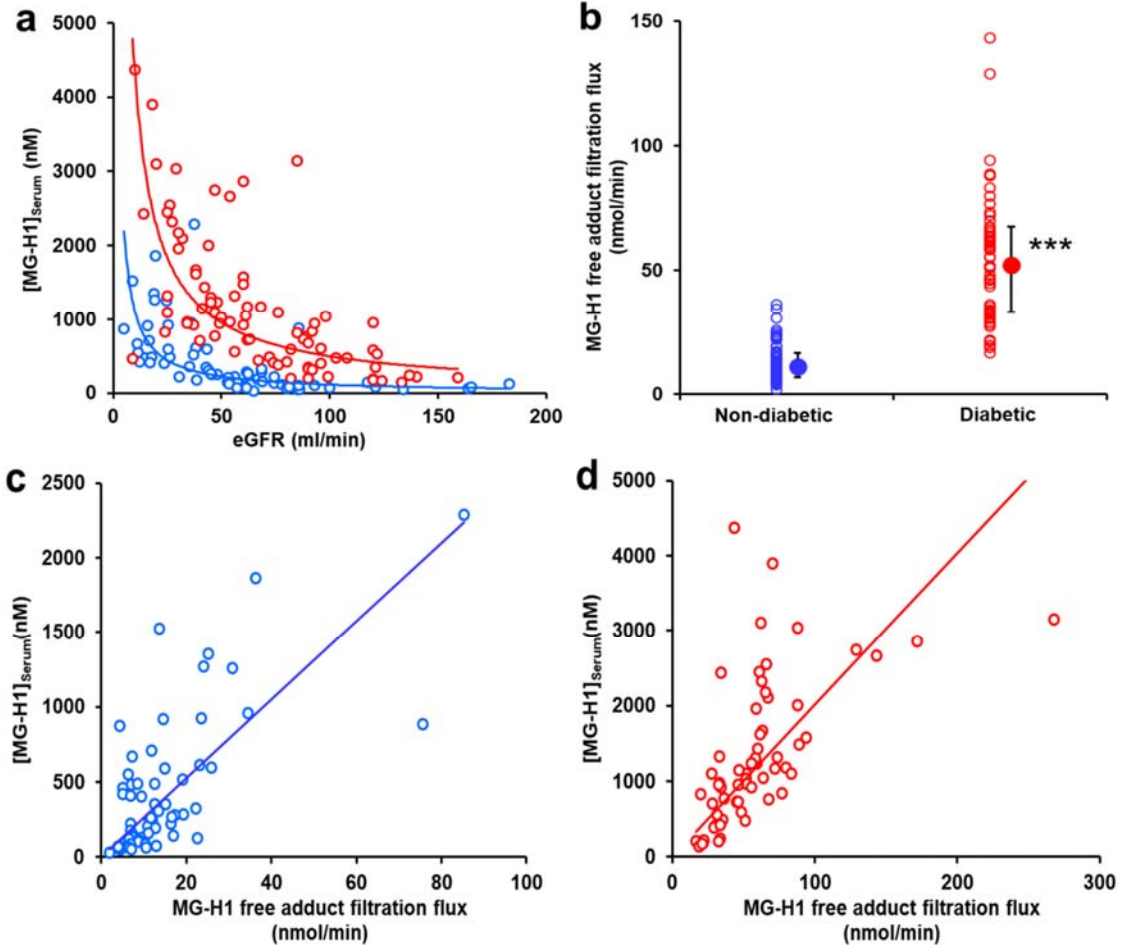 a
5000
4000
3000
2000
1000
0
[MG-H1]Serum (nM)
0 50 100 150 200
eGFR (ml/min)
b
150
100
50
0
MG-H1 free adduct filtration flux
(nmol/min)
***
Non-diabetic Diabetic
c
2500
2000
1500
1000
500
0
[MG-H1]Serum(nM)
0 20 40 60 80 100
MG-H1 free adduct filtration flux
(nmol/min)
d
5000
4000
3000
2000
1000
0
[MG-H1]Serum(nM)
0 100 200 300
MG-H1 free adduct filtration flux
(nmol/min)